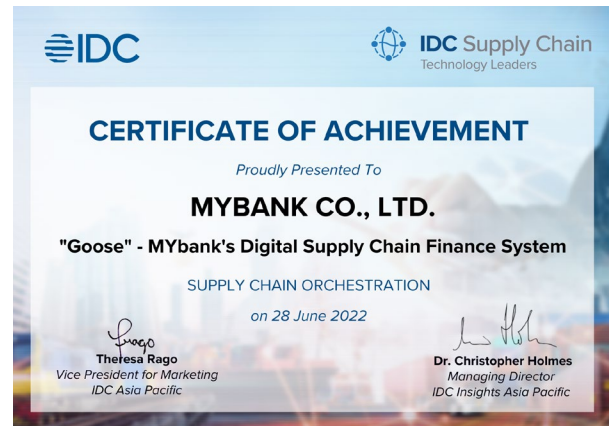 IDC
IDC Supply Chain
Technology Leaders
CERTIFICATE OF ACHIEVEMENT
Proudly Presented To
MYBANK CO., LTD.
"Goose" - MYbank's Digital Supply Chain Finance System
SUPPLY CHAIN ORCHESTRATION
on 28 June 2022
Theresa Rago
Vice President for Marketing
IDC Asia Pacific
Dr. Christopher Holmes
Managing Director
IDC Insights Asia Pacific